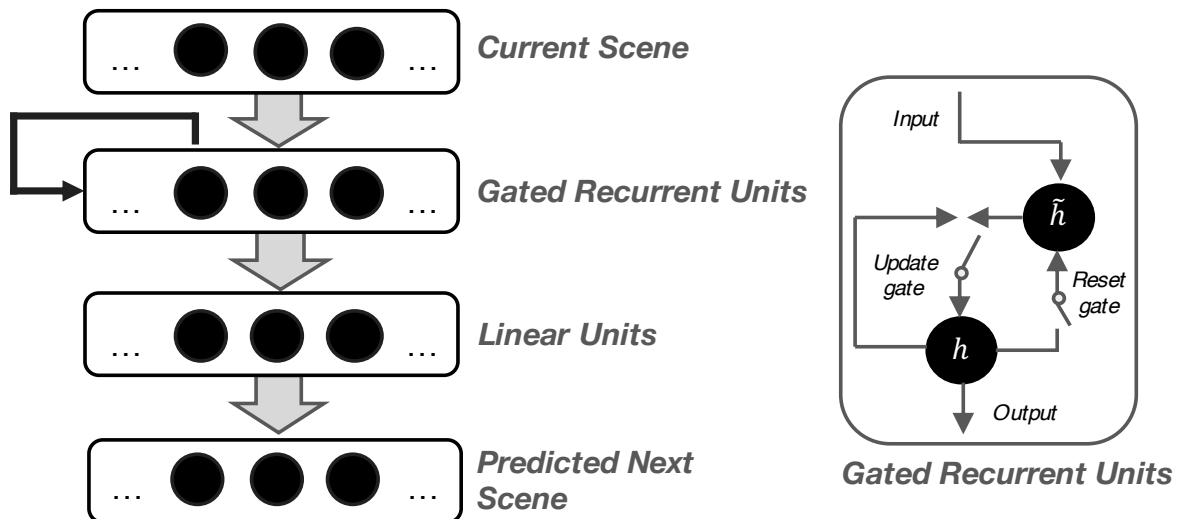 ... ...
Current Scene
... ...
Gated Recurrent Units
... ...
Linear Units
... ...
Predicted Next
Scene
Input
h̃
Update
gate
Reset
gate
h
Output
Gated Recurrent Units